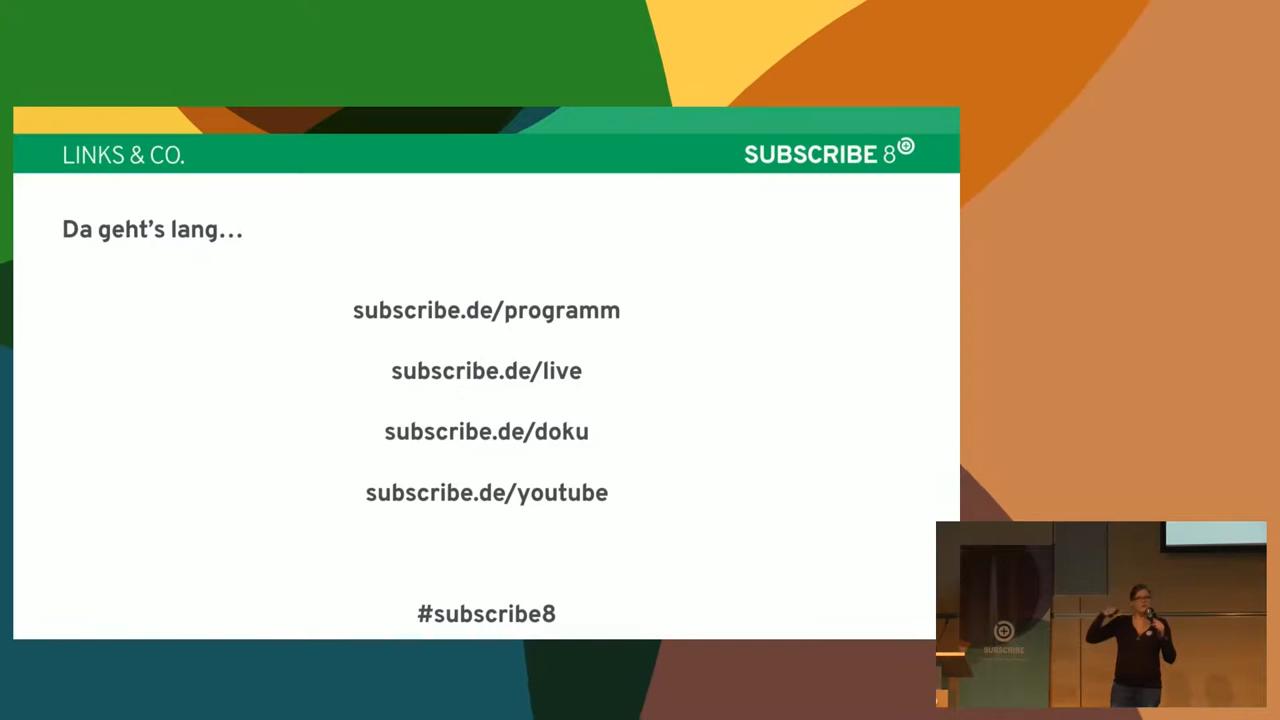 LINKS & CO.
SUBSCRIBE 8
Da geht's lang…
subscribe.de/programm
subscribe.de/live
subscribe.de/doku
subscribe.de/youtube
#subscribe8
SUBSCRIBE